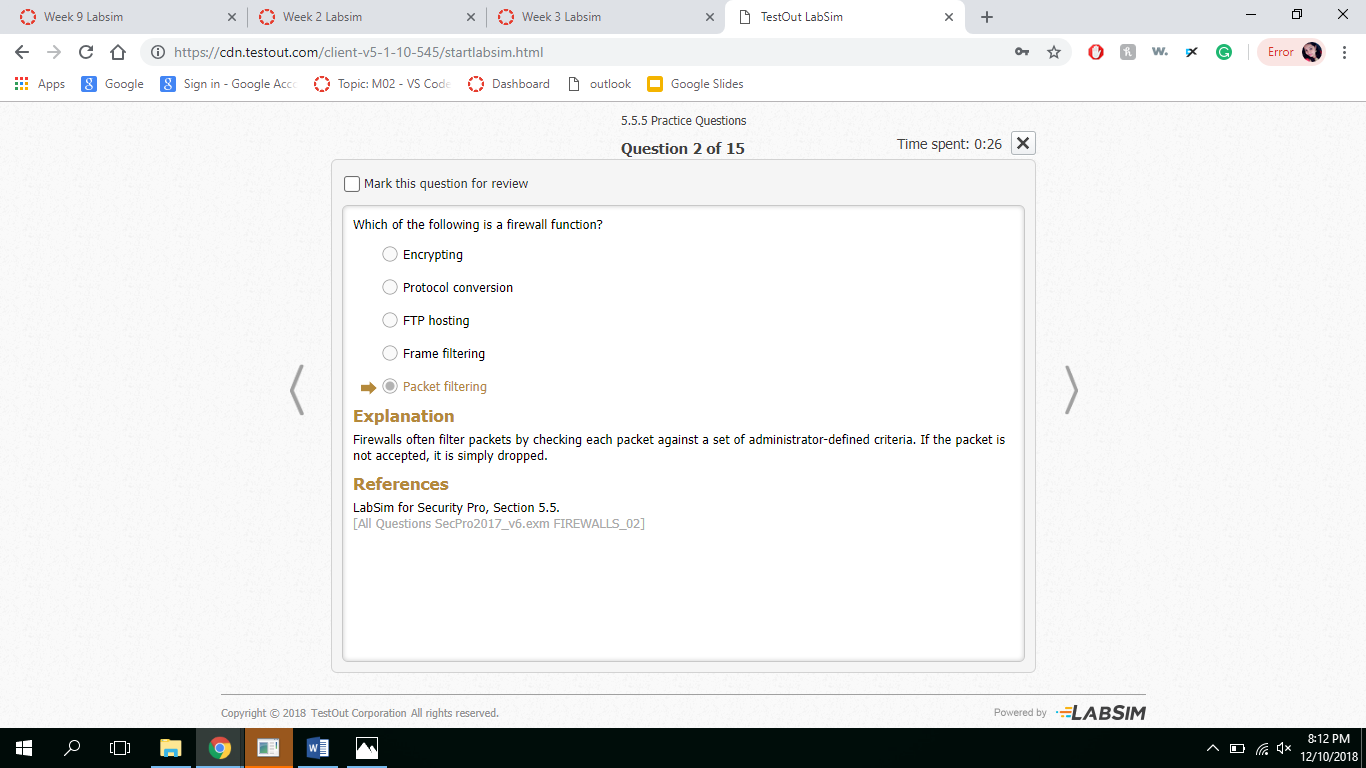 Week 9 Labsim
Week 2 Labsim
Week 3 Labsim
TestOut LabSim
https://cdn.testout.com/client-v5-1-10-545/startlabsim.html
Error
Apps
Google
Sign in - Google Acco
Topic: M02 - VS Code
Dashboard
outlook
Google Slides
5.5.5 Practice Questions
Question 2 of 15
Time spent: 0:26
Mark this question for review
Which of the following is a firewall function?
Encrypting
Protocol conversion
FTP hosting
Frame filtering
Packet filtering
Explanation
Firewalls often filter packets by checking each packet against a set of administrator-defined criteria. If the packet is
not accepted, it is simply dropped.
References
LabSim for Security Pro, Section 5.5.
[All Questions SecPro2017_v6.exm FIREWALLS_02]
Copyright © 2018 TestOut Corporation All rights reserved.
Powered by LABSIM
8:12 PM
12/10/2018